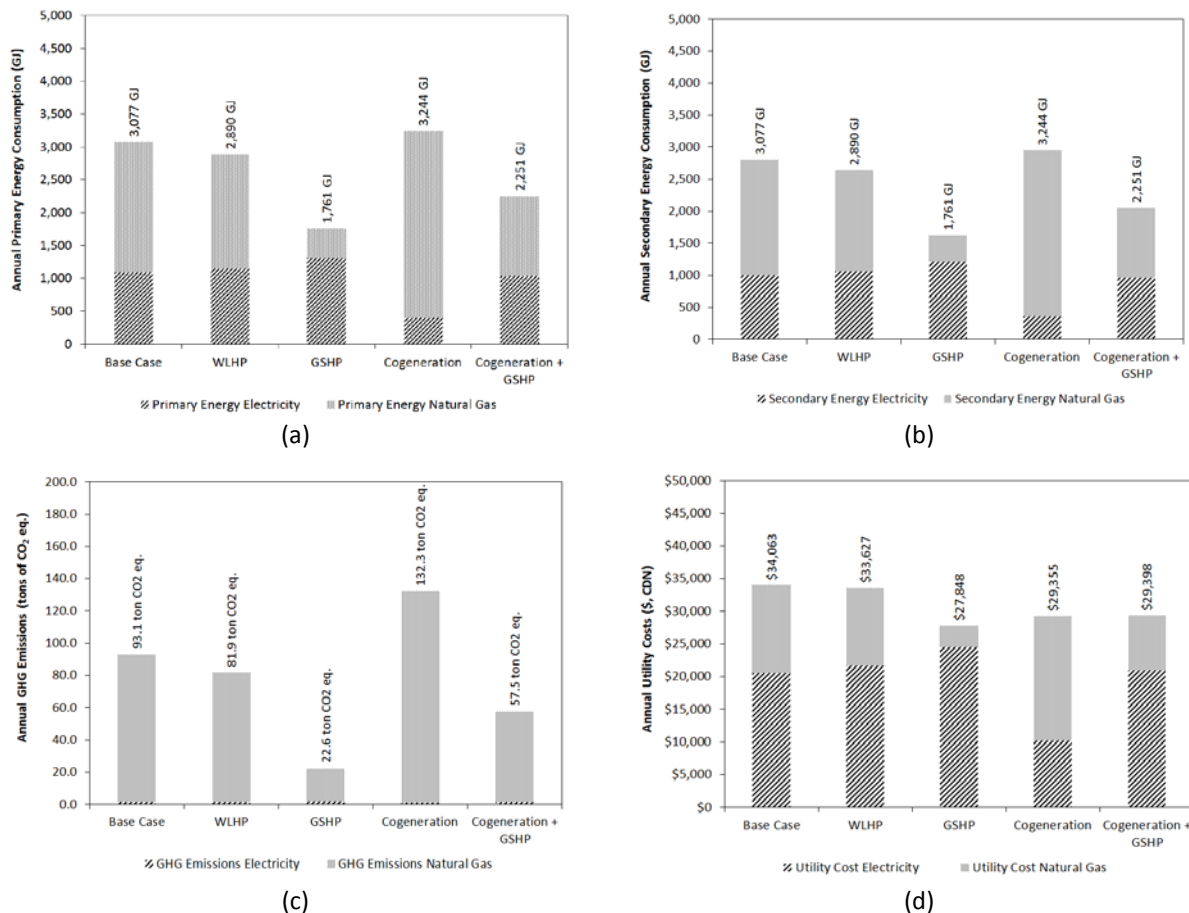 Annual Primary Energy Consumption (GJ)
5,000
4,500
4,000
3,500
3,000
2,500
2,000
1,500
1,000
500
0
3,077 GJ
2,890 GJ
1,761 GJ
3,244 GJ
2,251 GJ
Base Case
WLHP
GSHP
Cogeneration
Cogeneration +
GSHP
Primary Energy Electricity
Primary Energy Natural Gas
(a)
Annual Secondary Energy Consumption (GJ)
5,000
4,500
4,000
3,500
3,000
2,500
2,000
1,500
1,000
500
0
3,077 GJ
2,890 GJ
1,761 GJ
3,244 GJ
2,251 GJ
Base Case
WLHP
GSHP
Cogeneration
Cogeneration +
GSHP
Secondary Energy Electricity
Secondary Energy Natural Gas
(b)
Annual GHG Emissions (tons of CO₂ eq.)
200.0
180.0
160.0
140.0
120.0
100.0
80.0
60.0
40.0
20.0
0.0
93.1 ton CO2 eq.
81.9 ton CO2 eq.
22.6 ton CO2 eq.
132.3 ton CO2 eq.
57.5 ton CO2 eq.
Base Case
WLHP
GSHP
Cogeneration
Cogeneration +
GSHP
GHG Emissions Electricity
GHG Emissions Natural Gas
(c)
Annual Utility Costs ($, CDN)
$50,000
$45,000
$40,000
$35,000
$30,000
$25,000
$20,000
$15,000
$10,000
$5,000
$0
$34,063
$33,627
$27,848
$29,355
$29,398
Base Case
WLHP
GSHP
Cogeneration
Cogeneration +
GSHP
Utility Cost Electricity
Utility Cost Natural Gas
(d)